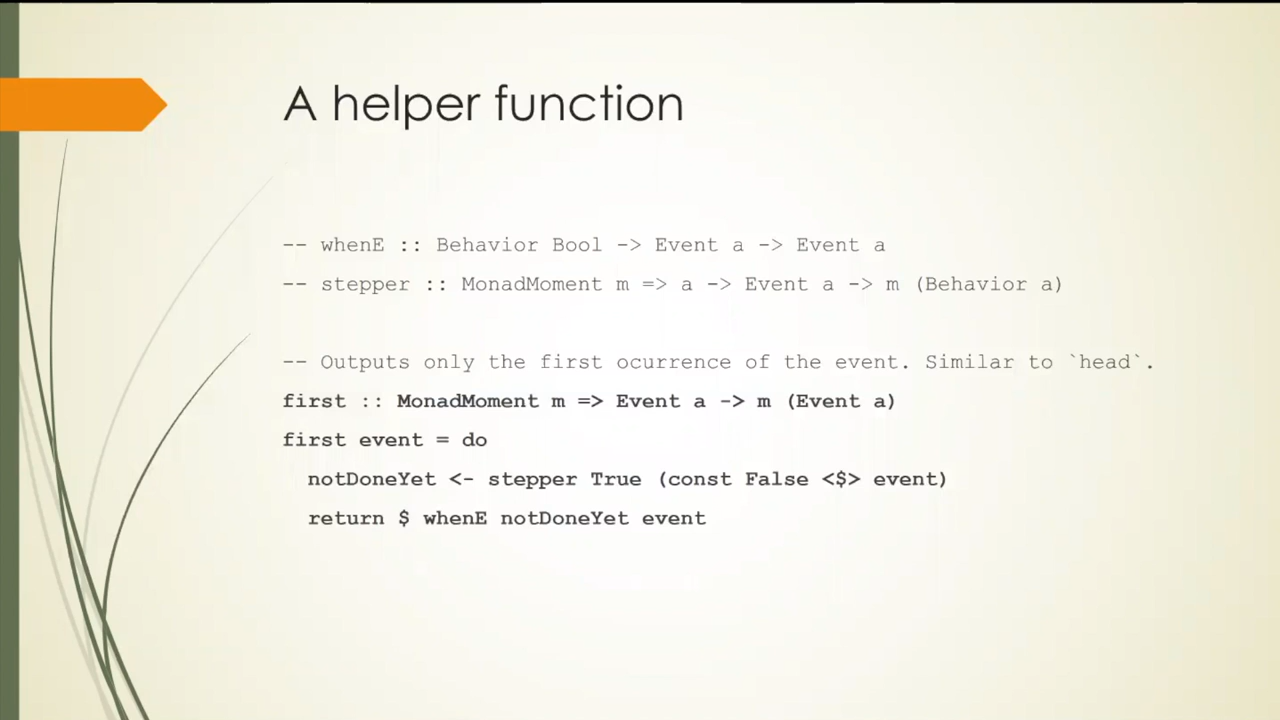 A helper function
-- whenE :: Behavior Bool -> Event a -> Event a
-- stepper :: MonadMoment m => a -> Event a -> m (Behavior a)
-- Outputs only the first ocurrence of the event. Similar to `head`.
first :: MonadMoment m => Event a -> m (Event a)
first event = do
  notDoneYet <- stepper True (const False <$> event)
  return $ whenE notDoneYet event